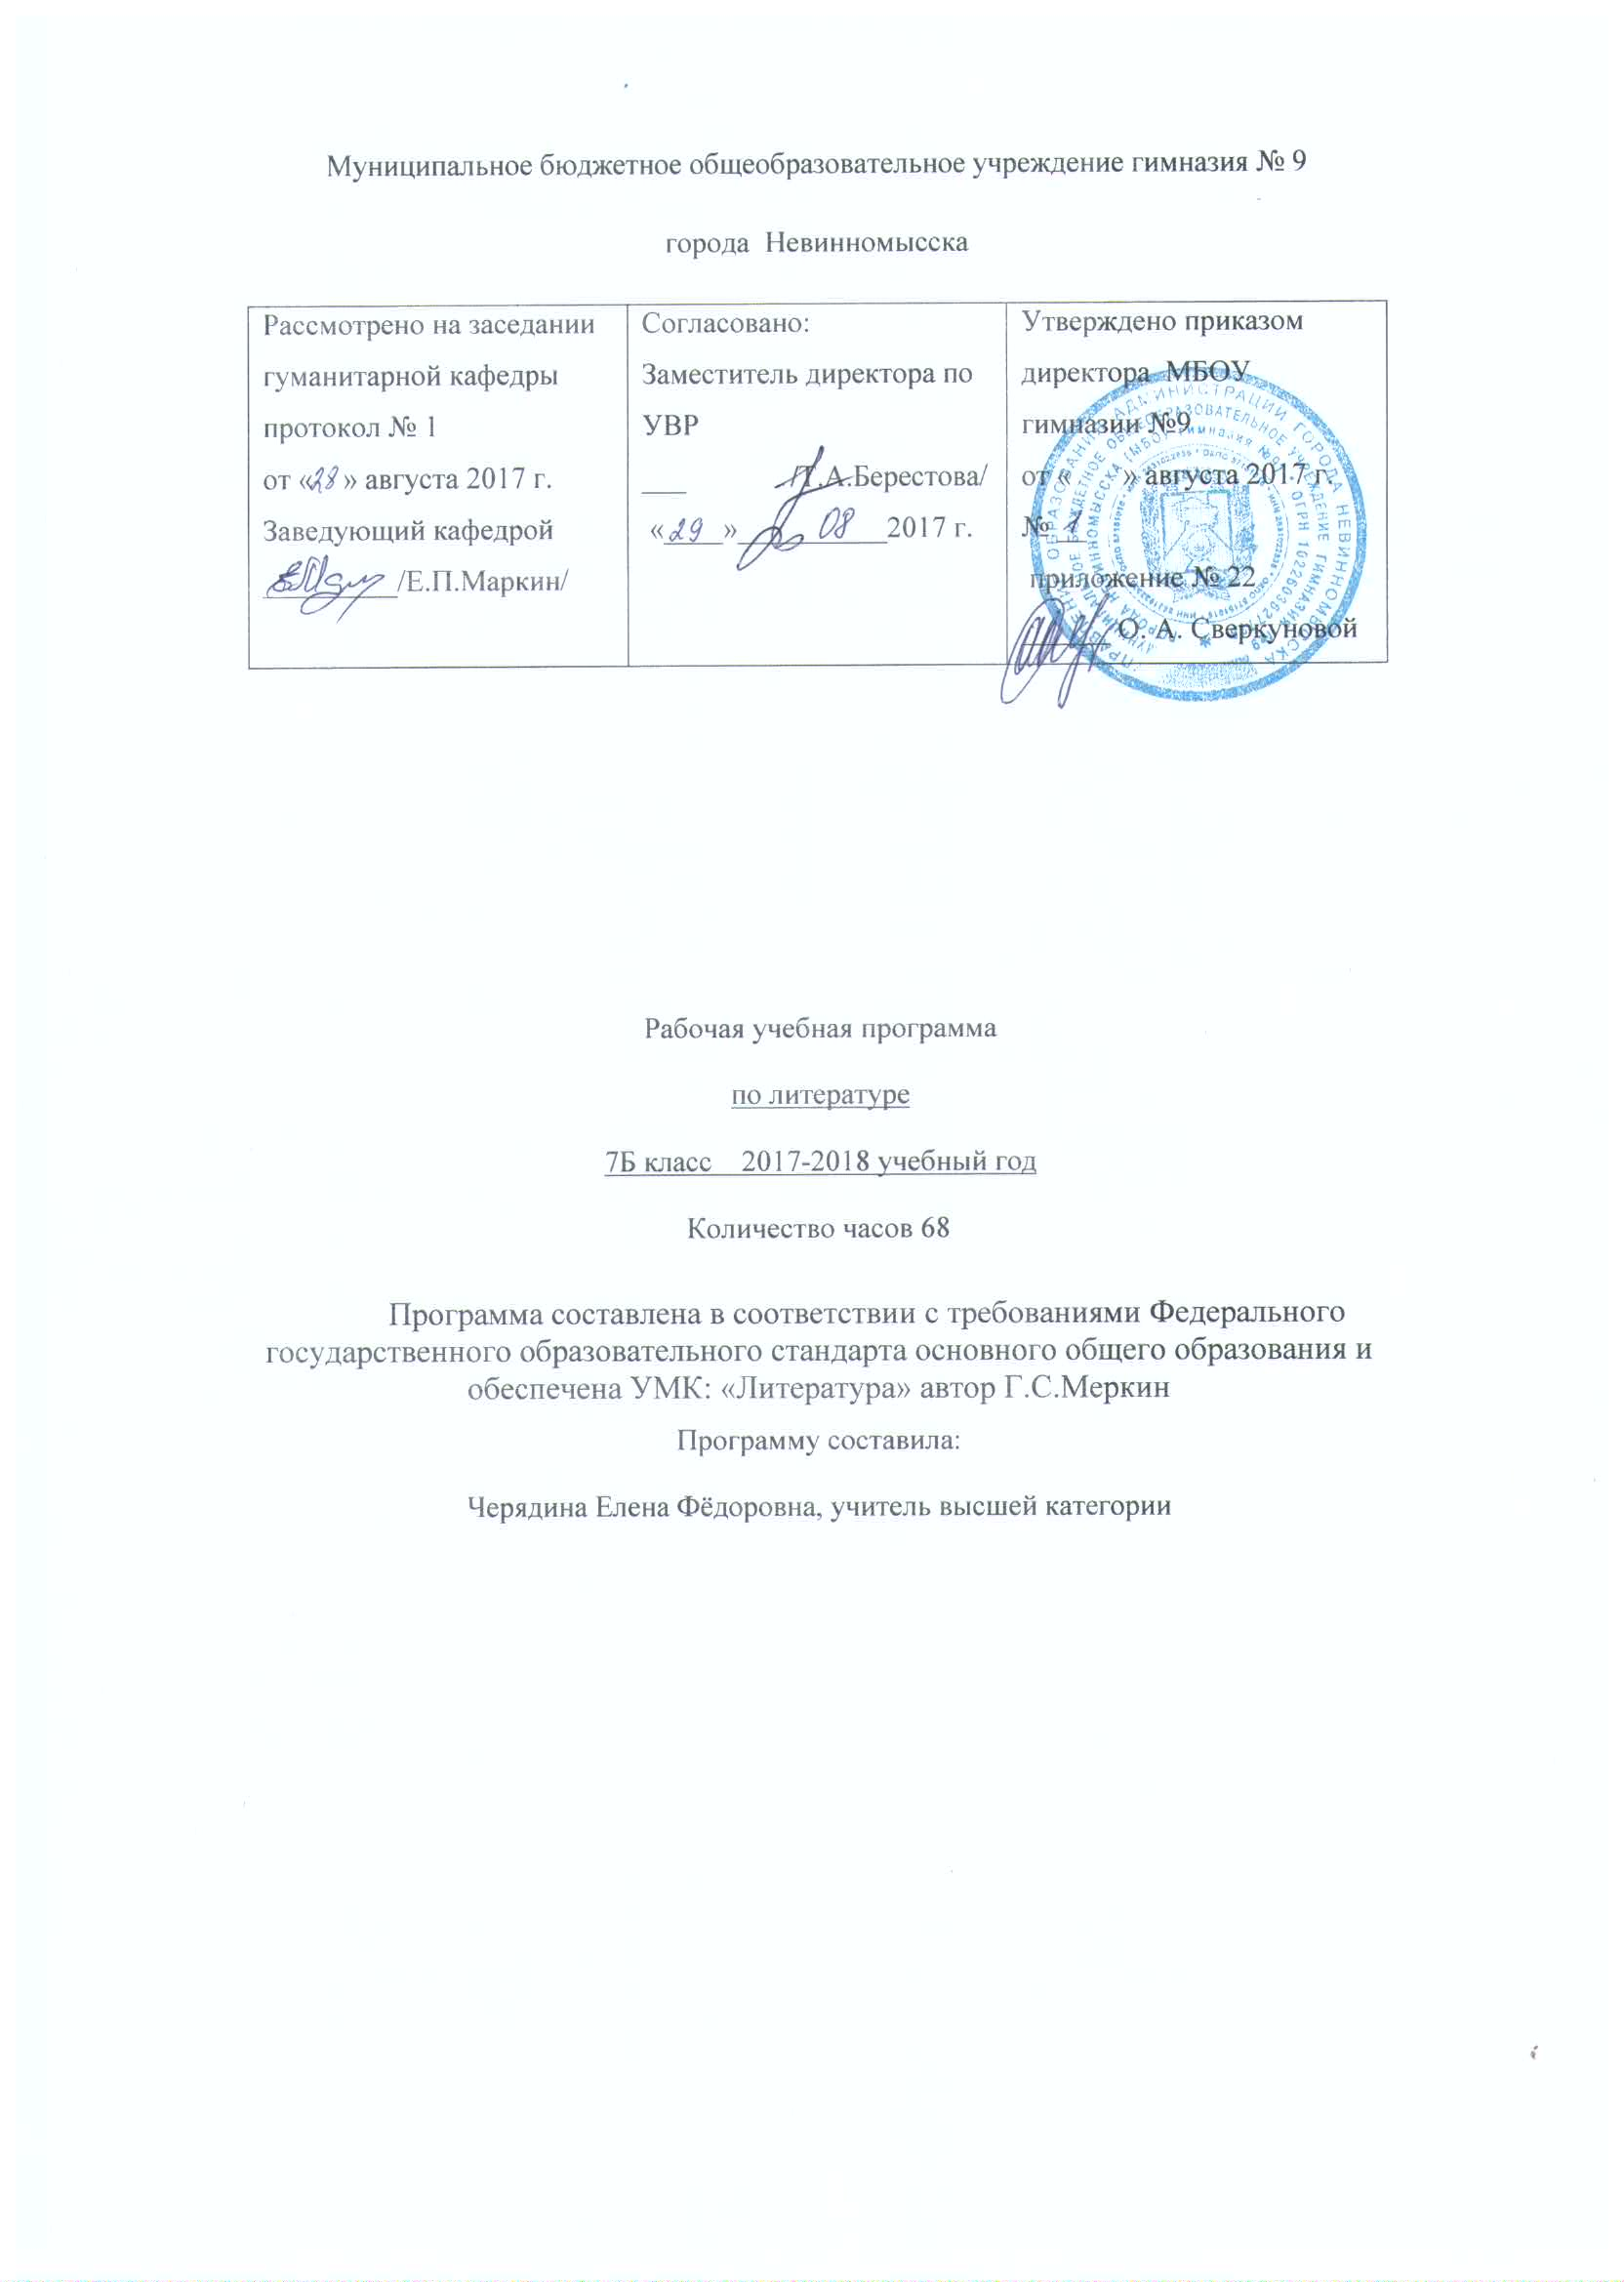 Муниципальное бюджетное общеобразовательное учреждение гимназия № 9
города Невинномысска
Рассмотрено на заседании
гуманитарной кафедры
протокол № 1
от «28» августа 2017 г.
Заведующий кафедрой
/Е.П.Маркин/
Согласовано:
Заместитель директора по
УВР
___ /Т.А.Берестова/
«29» 08 2017 г.
Утверждено приказом
директора МБОУ
гимназии №9
от « » августа 2017 г.
№ 1
приложение № 22
О. А. Сверкуновой
Рабочая учебная программа
по литературе
7Б класс 2017-2018 учебный год
Количество часов 68
Программа составлена в соответствии с требованиями Федерального
государственного образовательного стандарта основного общего образования и
обеспечена УМК: «Литература» автор Г.С.Меркин
Программу составила:
Черядина Елена Фёдоровна, учитель высшей категории